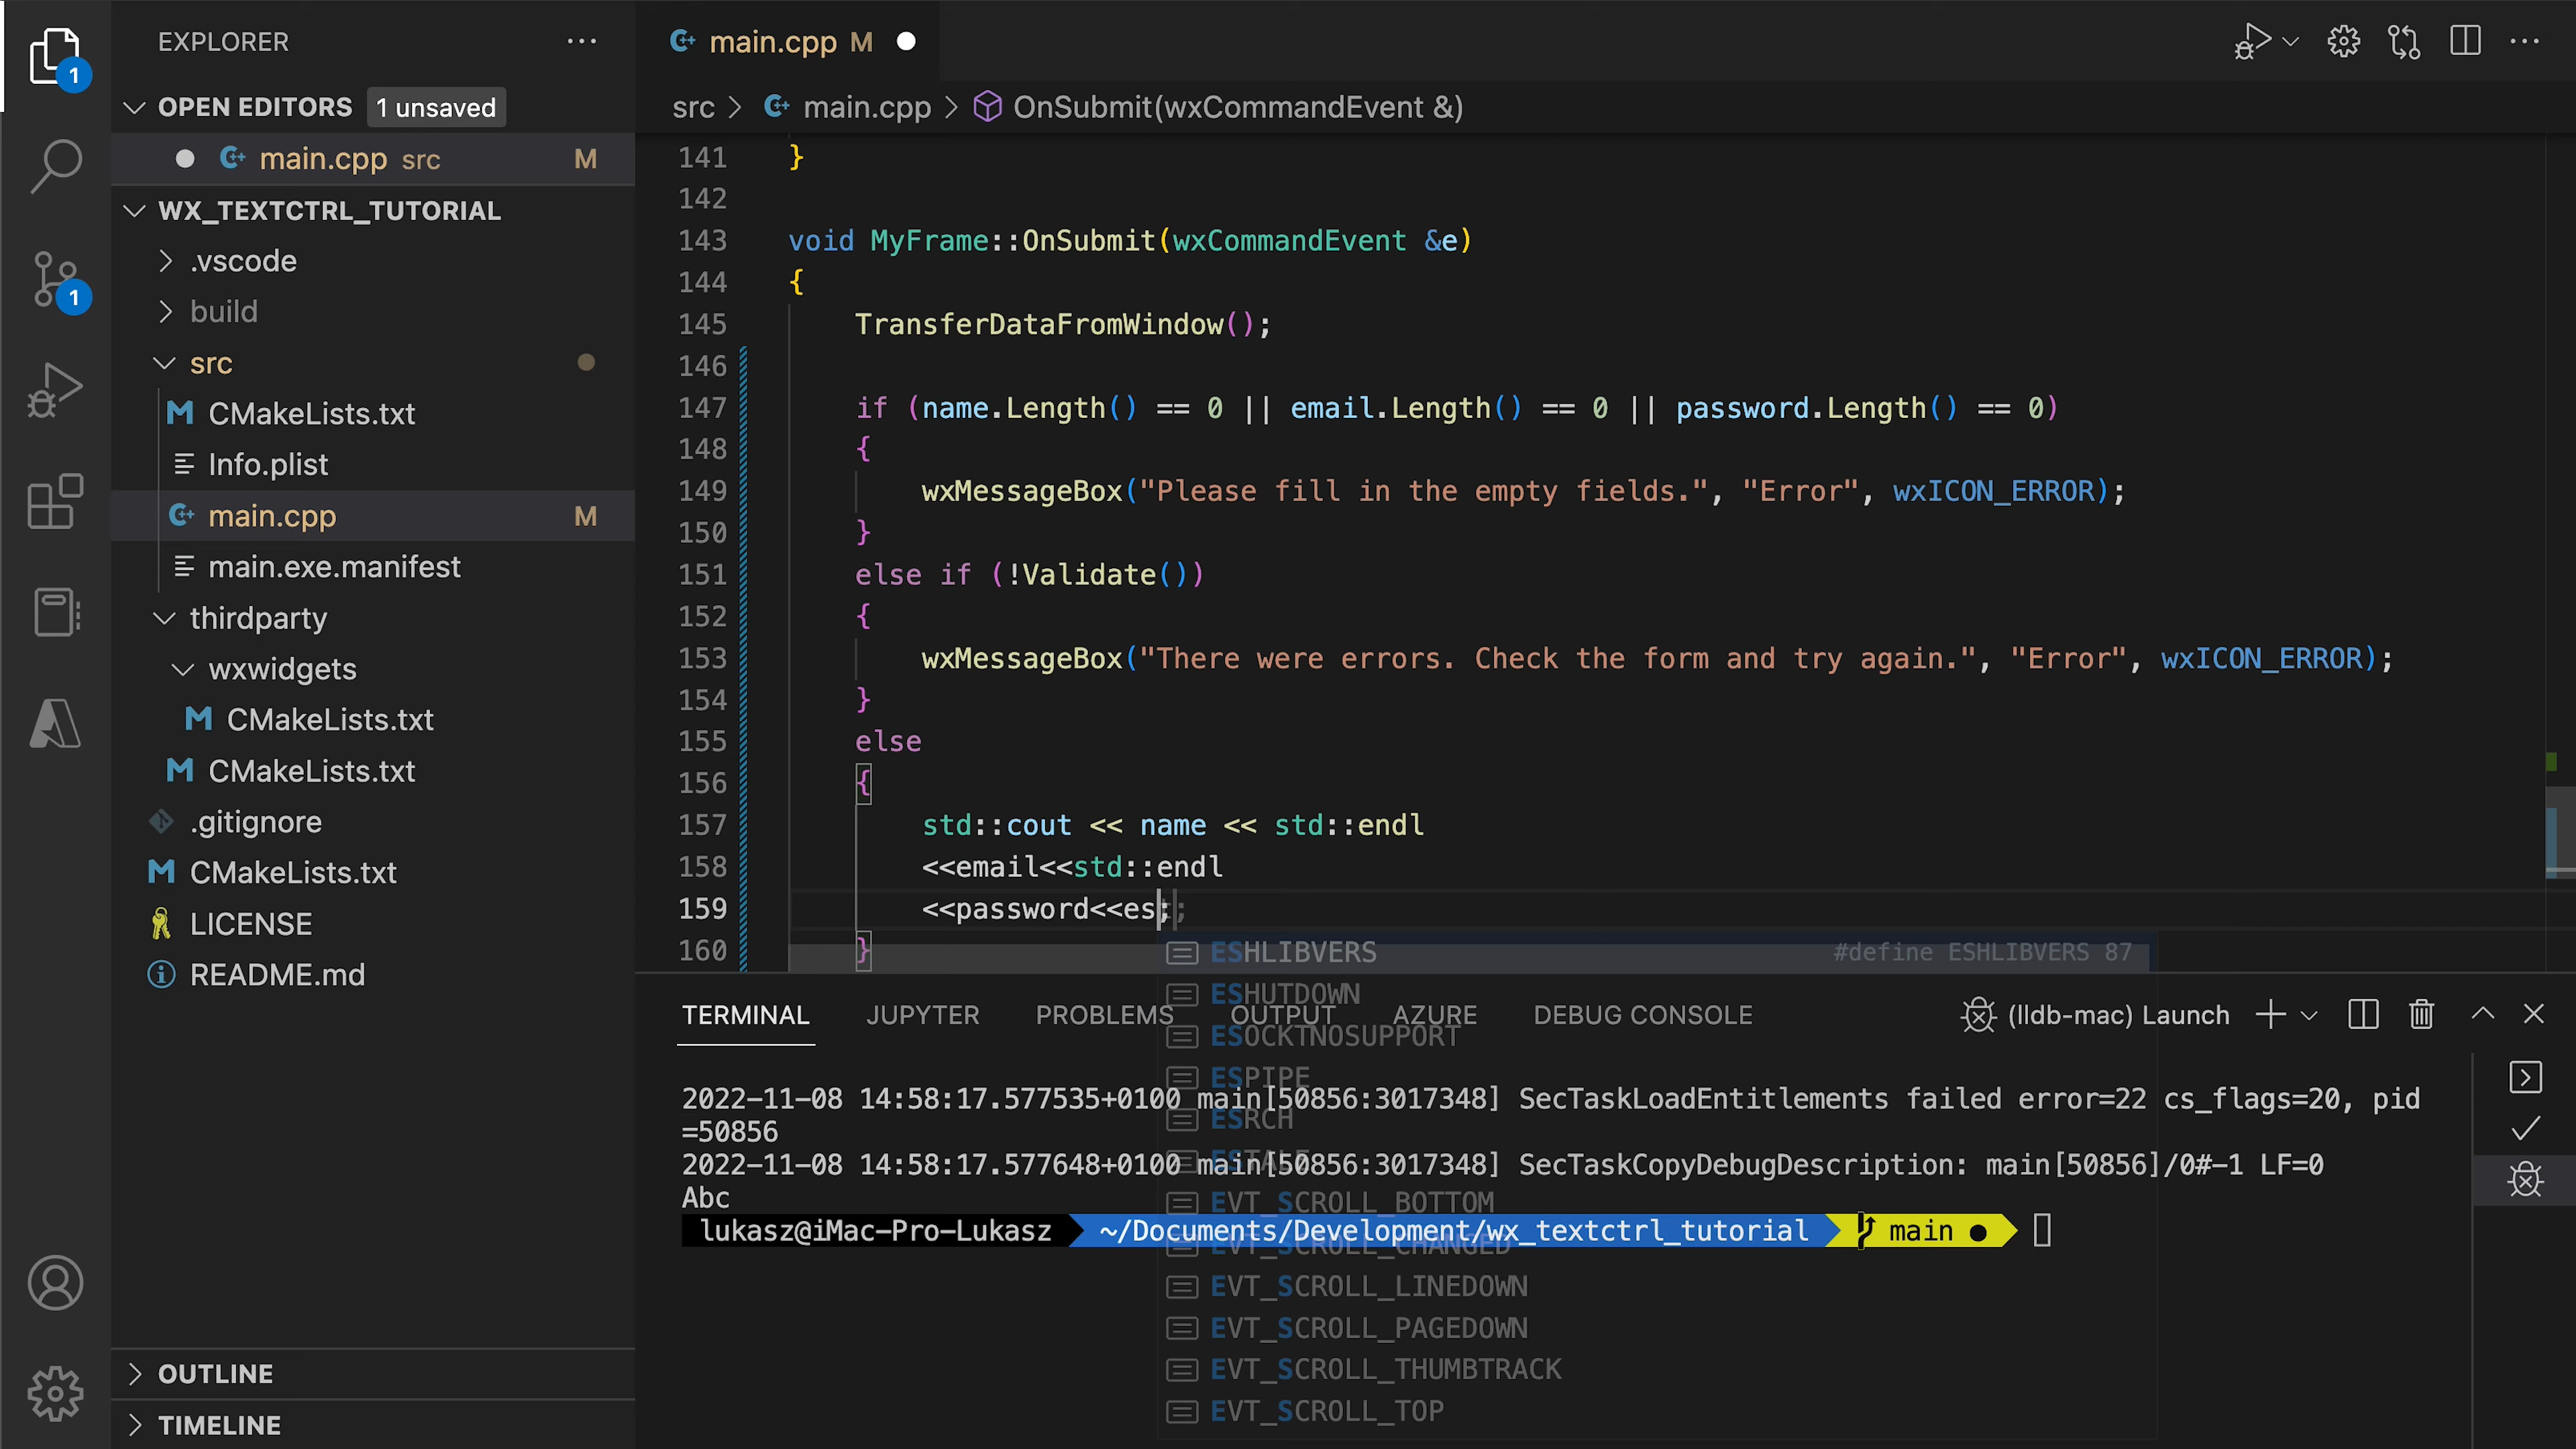 EXPLORER
1
OPEN EDITORS 1 unsaved
main.cpp src M
WX_TEXTCTRL_TUTORIAL
.vscode
1
build
src
CMakeLists.txt
Info.plist
main.cpp M
main.exe.manifest
thirdparty
wxwidgets
CMakeLists.txt
CMakeLists.txt
.gitignore
CMakeLists.txt
LICENSE
README.md
OUTLINE
TIMELINE
main.cpp M
src > main.cpp > OnSubmit(wxCommandEvent &)
141 }
142
143 void MyFrame::OnSubmit(wxCommandEvent &e)
144 {
145 TransferDataFromWindow();
146
147 if (name.Length() == 0 || email.Length() == 0 || password.Length() == 0)
148 {
149 wxMessageBox("Please fill in the empty fields.", "Error", wxICON_ERROR);
150 }
151 else if (!Validate())
152 {
153 wxMessageBox("There were errors. Check the form and try again.", "Error", wxICON_ERROR);
154 }
155 else
156 {
157 std::cout << name << std::endl
158 <<email<<std::endl
159 <<password<<es;
160 }
ESHLIBVERS #define ESHLIBVERS 87
ESHUTDOWN
ESOCKTNOSUPPORT
ESPIPE
ESRCH
ESTALE
EVT_SCROLL_BOTTOM
EVT_SCROLL_CHANGED
EVT_SCROLL_LINEDOWN
EVT_SCROLL_PAGEDOWN
EVT_SCROLL_THUMBTRACK
EVT_SCROLL_TOP
TERMINAL JUPYTER PROBLEMS OUTPUT AZURE DEBUG CONSOLE (lldb-mac) Launch
2022-11-08 14:58:17.577535+0100 main[50856:3017348] SecTaskLoadEntitlements failed error=22 cs_flags=20, pid
=50856
2022-11-08 14:58:17.577648+0100 main[50856:3017348] SecTaskCopyDebugDescription: main[50856]/0#-1 LF=0
Abc
lukasz@iMac-Pro-Lukasz ~/Documents/Development/wx_textctrl_tutorial main ●